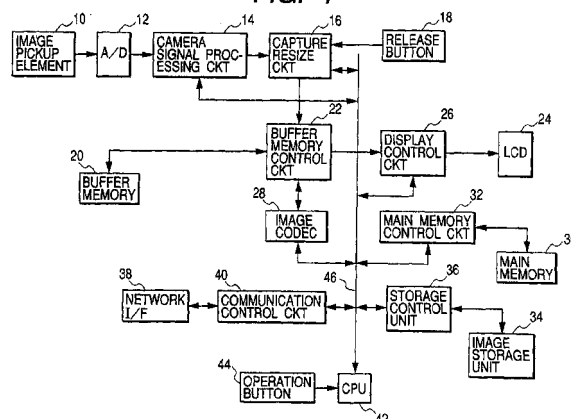 10
IMAGE
PICKUP
ELEMENT
12
A/D
14
CAMERA
SIGNAL PROC-
ESSING CKT
16
CAPTURE
RESIZE
CKT
18
RELEASE
BUTTON
20
BUFFER
MEMORY
22
BUFFER
MEMORY
CONTROL
CKT
26
DISPLAY
CONTROL
CKT
24
LCD
28
IMAGE
CODEC
32
MAIN MEMORY
CONTROL CKT
MAIN
MEMORY
38
NETWORK
I/F
40
COMMUNICATION
CONTROL CKT
46
36
STORAGE
CONTROL
UNIT
34
IMAGE
STORAGE
UNIT
44
OPERATION
BUTTON
CPU